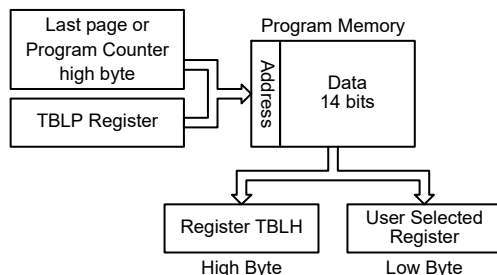 Last page or
Program Counter
high byte
TBLP Register
Program Memory
Address
Data
14 bits
Register TBLH
High Byte
User Selected
Register
Low Byte